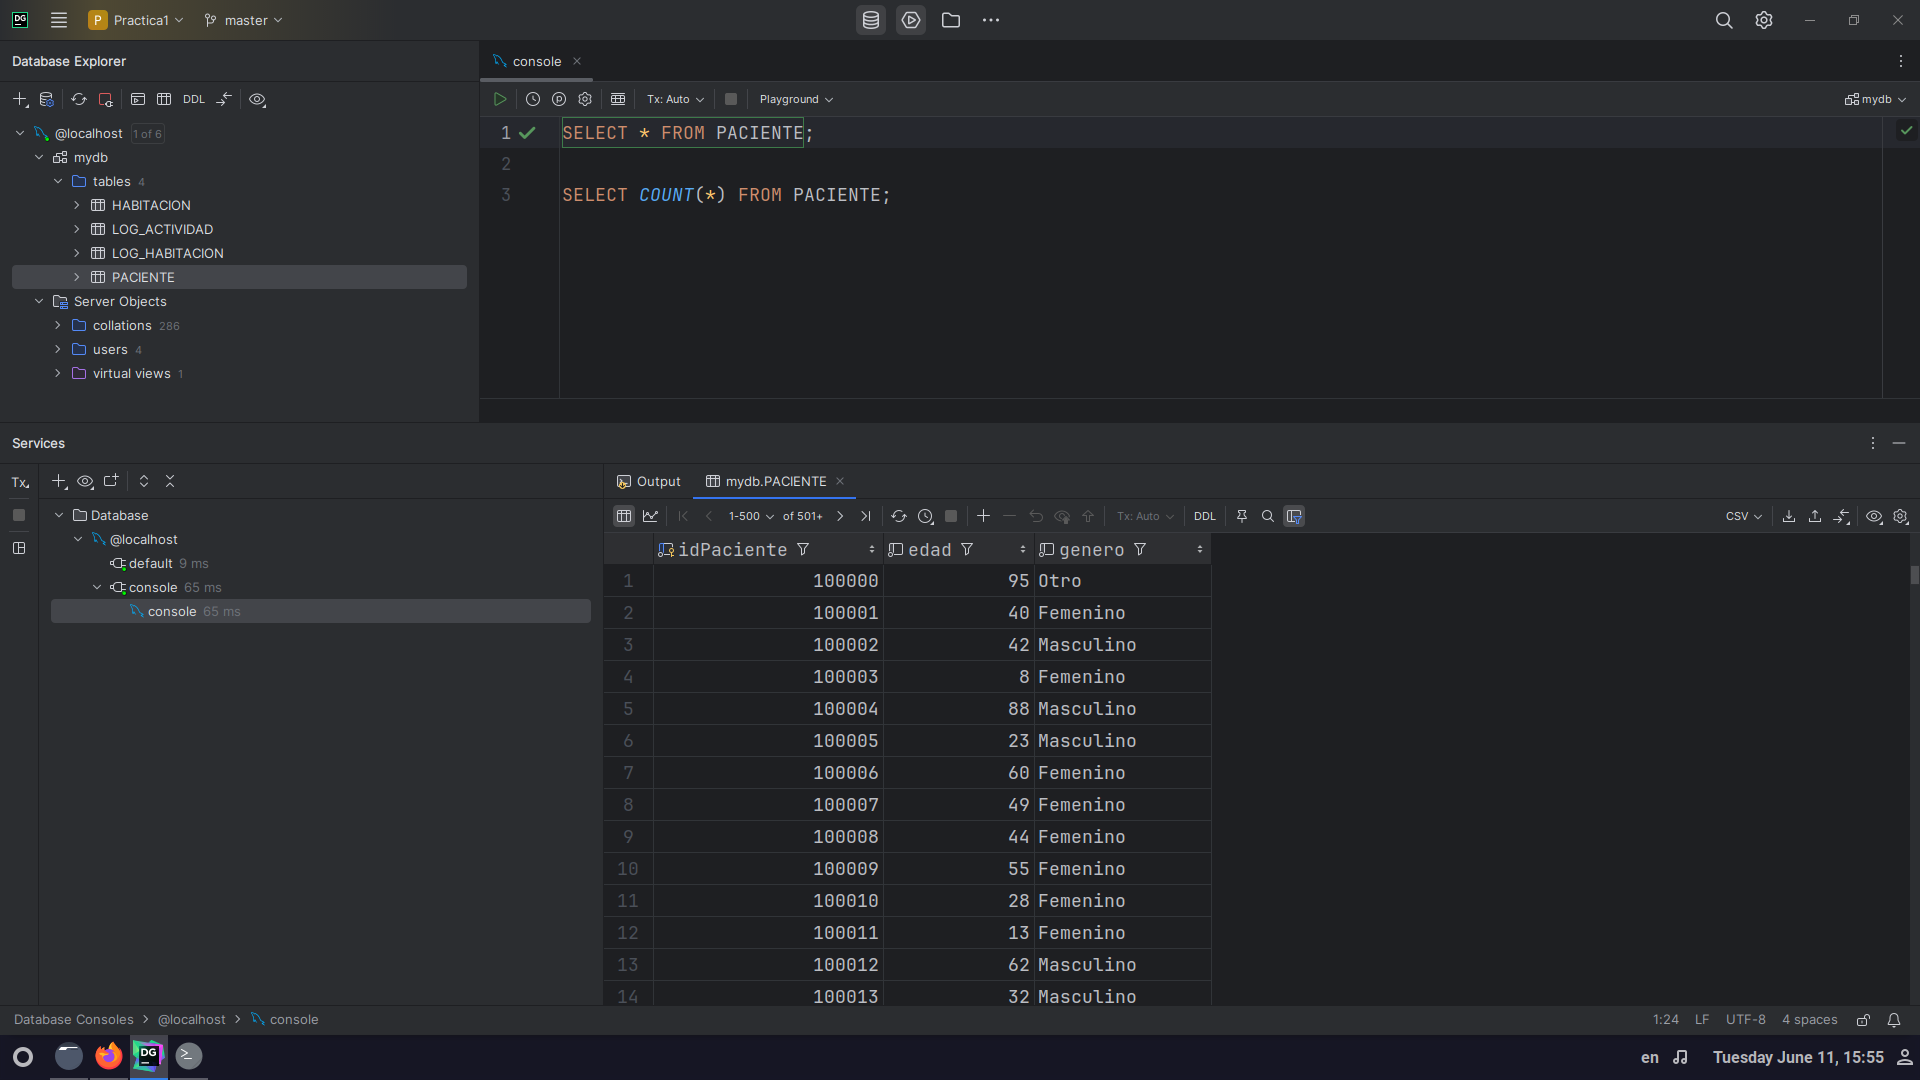 DG
P Practica1
master
Database Explorer
console
DDL
Tx: Auto
Playground
mydb
@localhost 1 of 6
mydb
tables 4
HABITACION
LOG_ACTIVIDAD
LOG_HABITACION
PACIENTE
Server Objects
collations 286
users 4
virtual views 1
1 SELECT * FROM PACIENTE;
2
3 SELECT COUNT(*) FROM PACIENTE;
Services
Tx
Database
@localhost
default 9 ms
console 65 ms
console 65 ms
Output mydb.PACIENTE
1-500 of 501+ Tx: Auto DDL CSV
idPaciente edad genero
1 100000 95 Otro
2 100001 40 Femenino
3 100002 42 Masculino
4 100003 8 Femenino
5 100004 88 Masculino
6 100005 23 Masculino
7 100006 60 Femenino
8 100007 49 Femenino
9 100008 44 Femenino
10 100009 55 Femenino
11 100010 28 Femenino
12 100011 13 Femenino
13 100012 62 Masculino
14 100013 32 Masculino
Database Consoles > @localhost > console
1:24 LF UTF-8 4 spaces
DG
en Tuesday June 11, 15:55